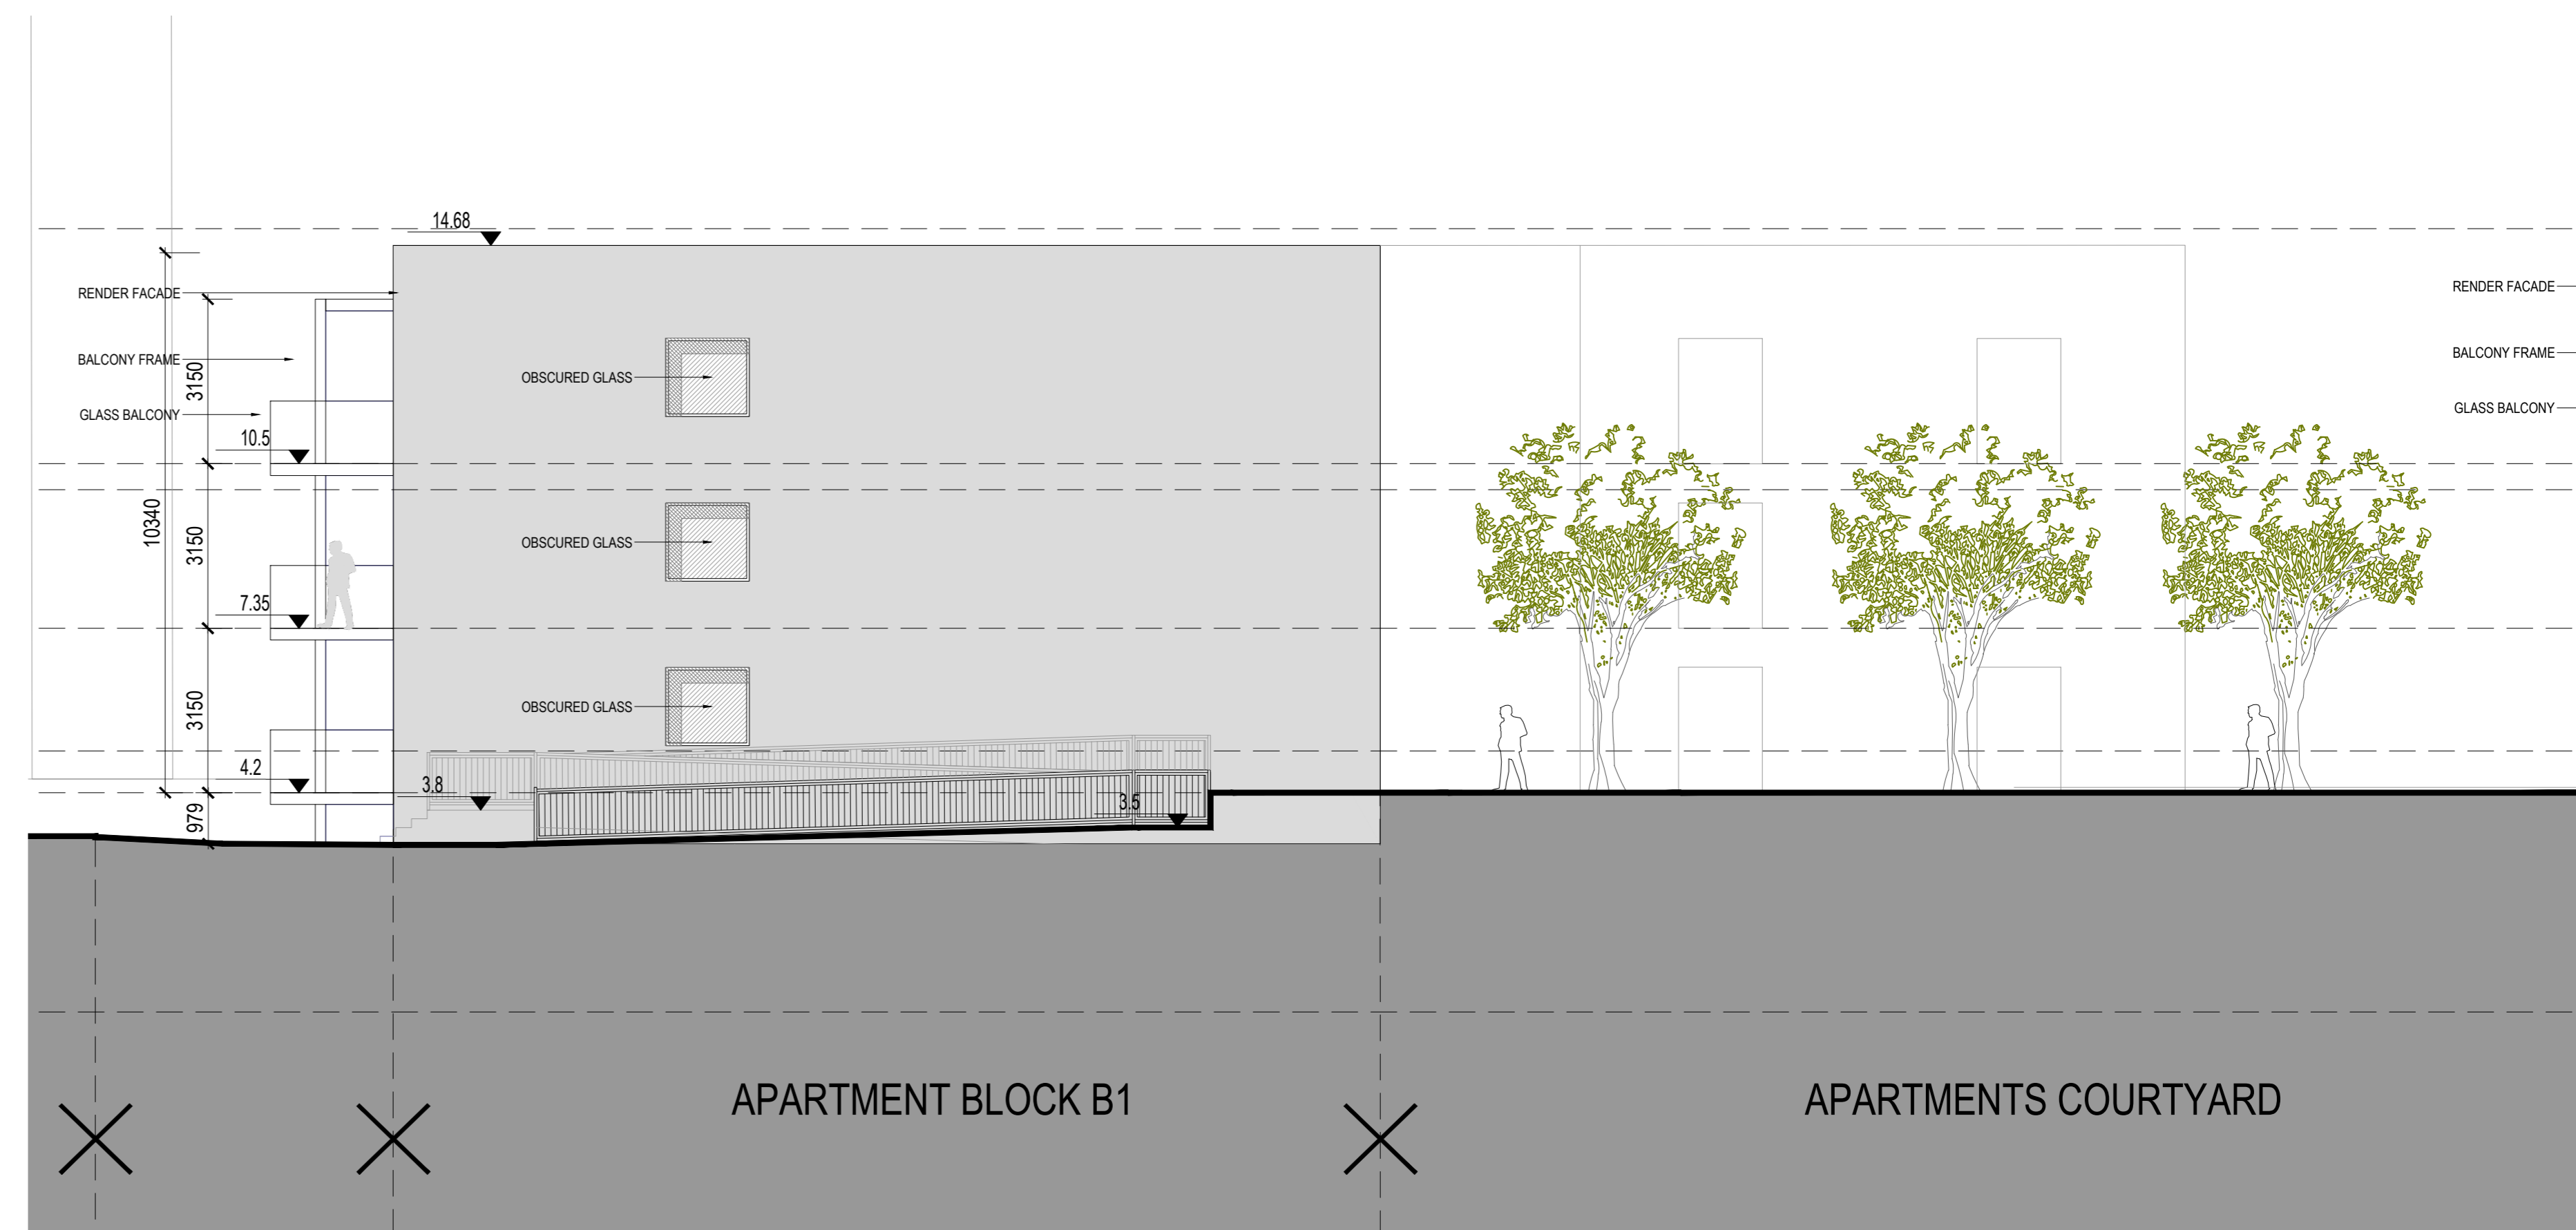 14.68
RENDER FACADE
RENDER FACADE
BALCONY FRAME
BALCONY FRAME
3150
OBSCURED GLASS
GLASS BALCONY
GLASS BALCONY
10.5
10340
3150
OBSCURED GLASS
7.35
3150
OBSCURED GLASS
4.2
3.8
3.5
979
APARTMENT BLOCK B1
APARTMENTS COURTYARD